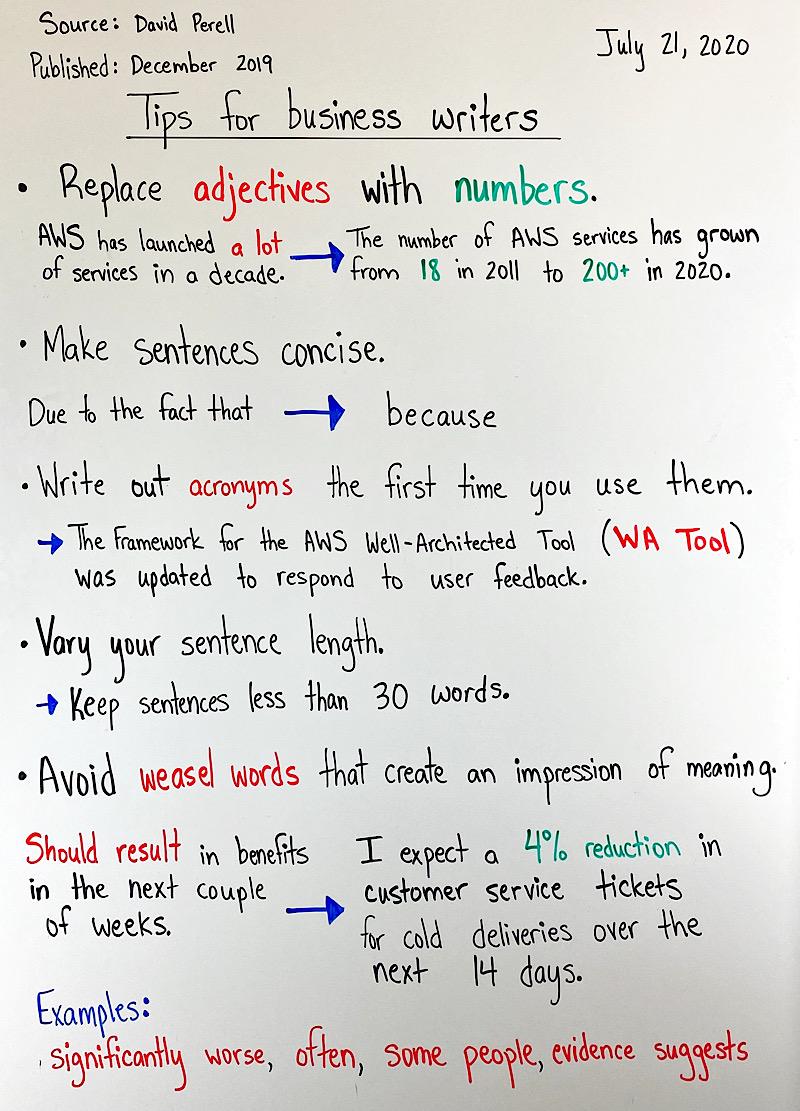 Source: David Perell
July 21, 2020
Published: December 2019
Tips for business writers
• Replace adjectives with numbers.
AWS has launched a lot
of services in a decade.
→ The number of AWS services has grown
from 18 in 2011 to 200+ in 2020.
• Make sentences concise.
Due to the fact that → because
• Write out acronyms the first time you use them.
→ The Framework for the AWS Well-Architected Tool (WA Tool)
was updated to respond to user feedback.
• Vary your sentence length.
→ Keep sentences less than 30 words.
• Avoid weasel words that create an impression of meaning.
Should result in benefits
in the next couple
of weeks.
→ I expect a 4% reduction in
customer service tickets
for cold deliveries over the
next 14 days.
Examples:
significantly worse, often, some people, evidence suggests